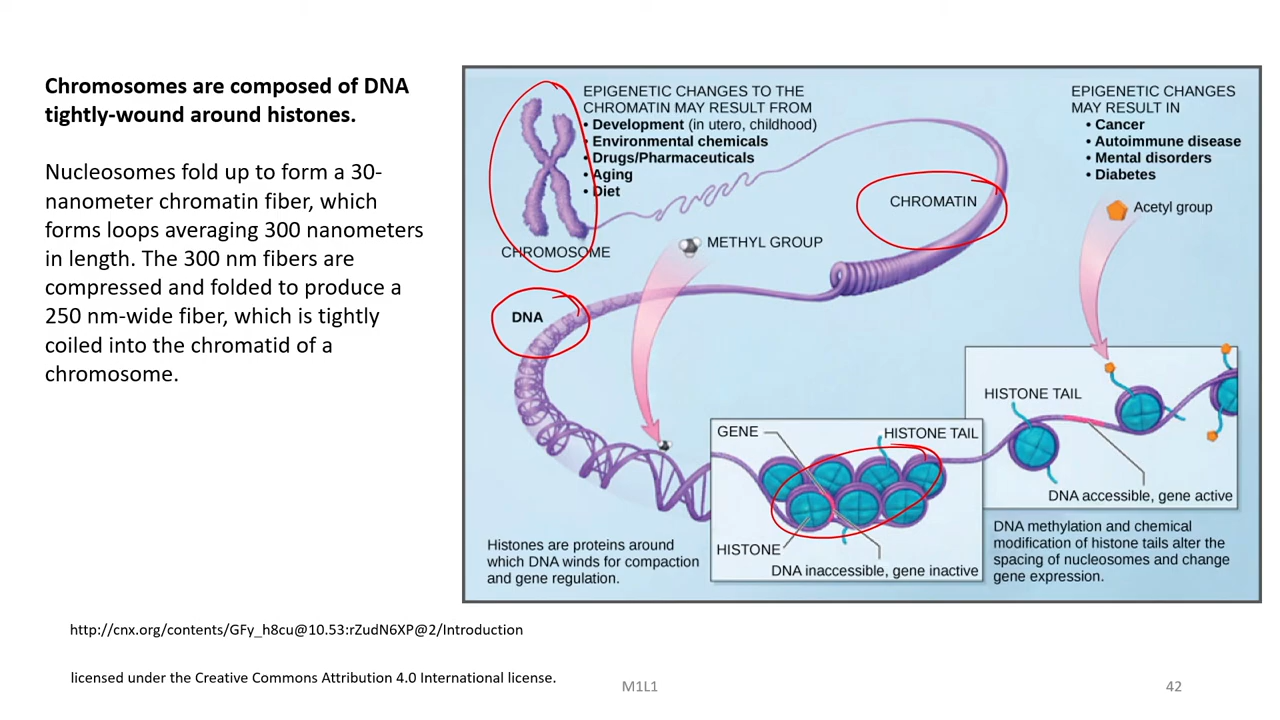 Chromosomes are composed of DNA
tightly-wound around histones.
Nucleosomes fold up to form a 30-
nanometer chromatin fiber, which
forms loops averaging 300 nanometers
in length. The 300 nm fibers are
compressed and folded to produce a
250 nm-wide fiber, which is tightly
coiled into the chromatid of a
chromosome.
EPIGENETIC CHANGES TO THE
CHROMATIN MAY RESULT FROM
• Development (in utero, childhood)
• Environmental chemicals
• Drugs/Pharmaceuticals
• Aging
• Diet
EPIGENETIC CHANGES
MAY RESULT IN
• Cancer
• Autoimmune disease
• Mental disorders
• Diabetes
CHROMATIN
Acetyl group
METHYL GROUP
CHROMOSOME
DNA
HISTONE TAIL
GENE
HISTONE TAIL
DNA accessible, gene active
HISTONE
DNA inaccessible, gene inactive
Histones are proteins around
which DNA winds for compaction
and gene regulation.
DNA methylation and chemical
modification of histone tails alter the
spacing of nucleosomes and change
gene expression.
http://cnx.org/contents/GFy_h8cu@10.53:rZudN6XP@2/Introduction
licensed under the Creative Commons Attribution 4.0 International license.
M1L1
42